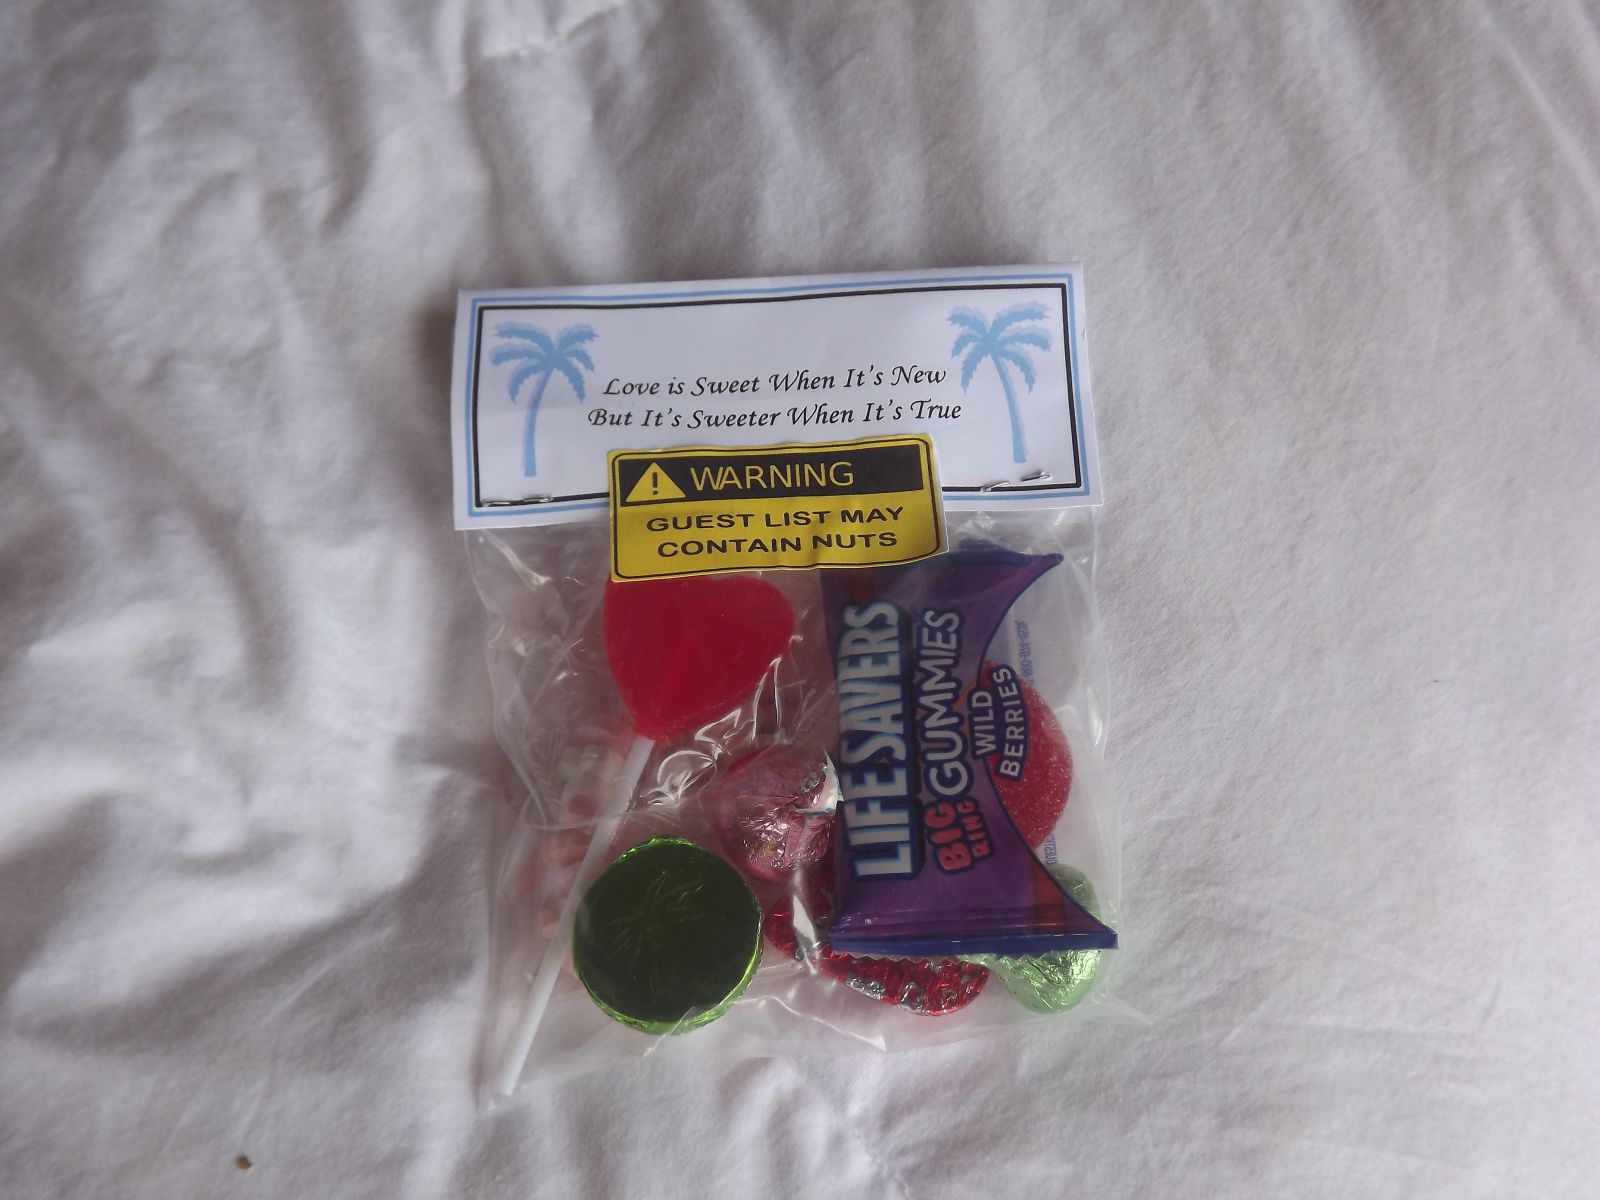 Love is Sweet When It's New
But It's Sweeter When It's True
WARNING
GUEST LIST MAY
CONTAIN NUTS
LIFE SAVERS
BIG RING
GUMMIES
WILD
BERRIES